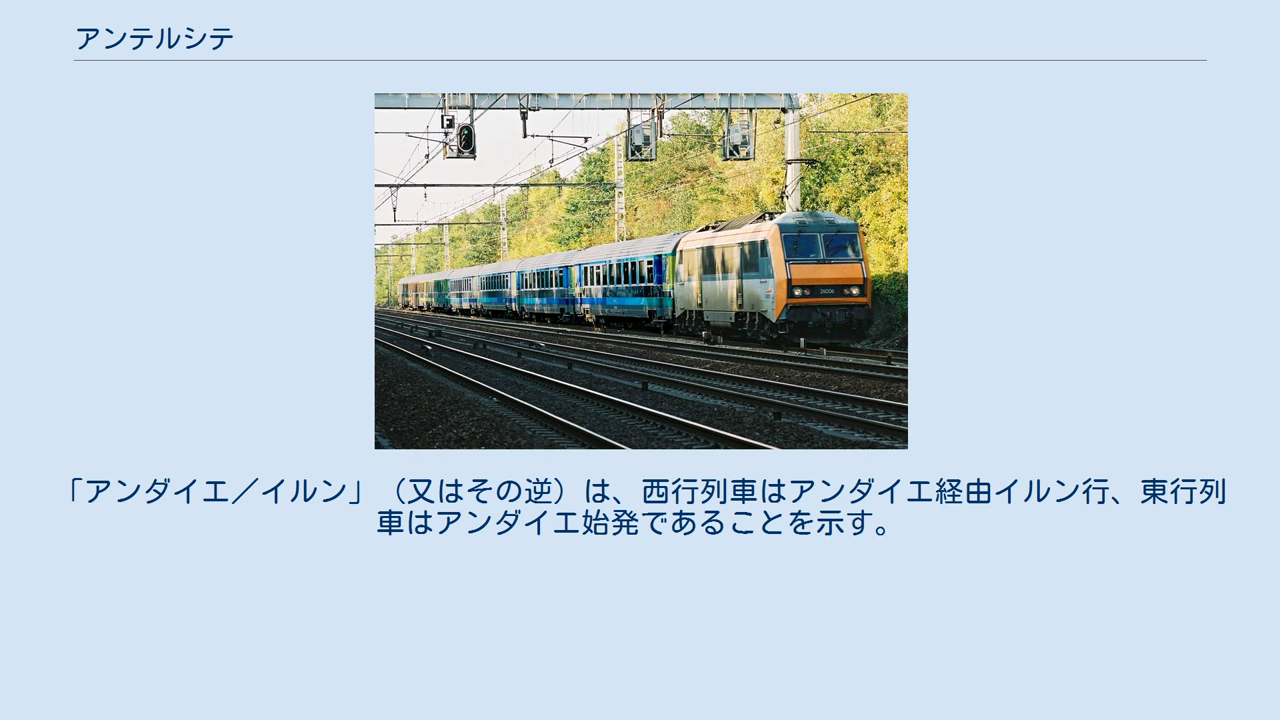 アンテルシテ
F
26006
「アンダイエ／イルン」（又はその逆）は、西行列車はアンダイエ経由イルン行、東行列
車はアンダイエ始発であることを示す。